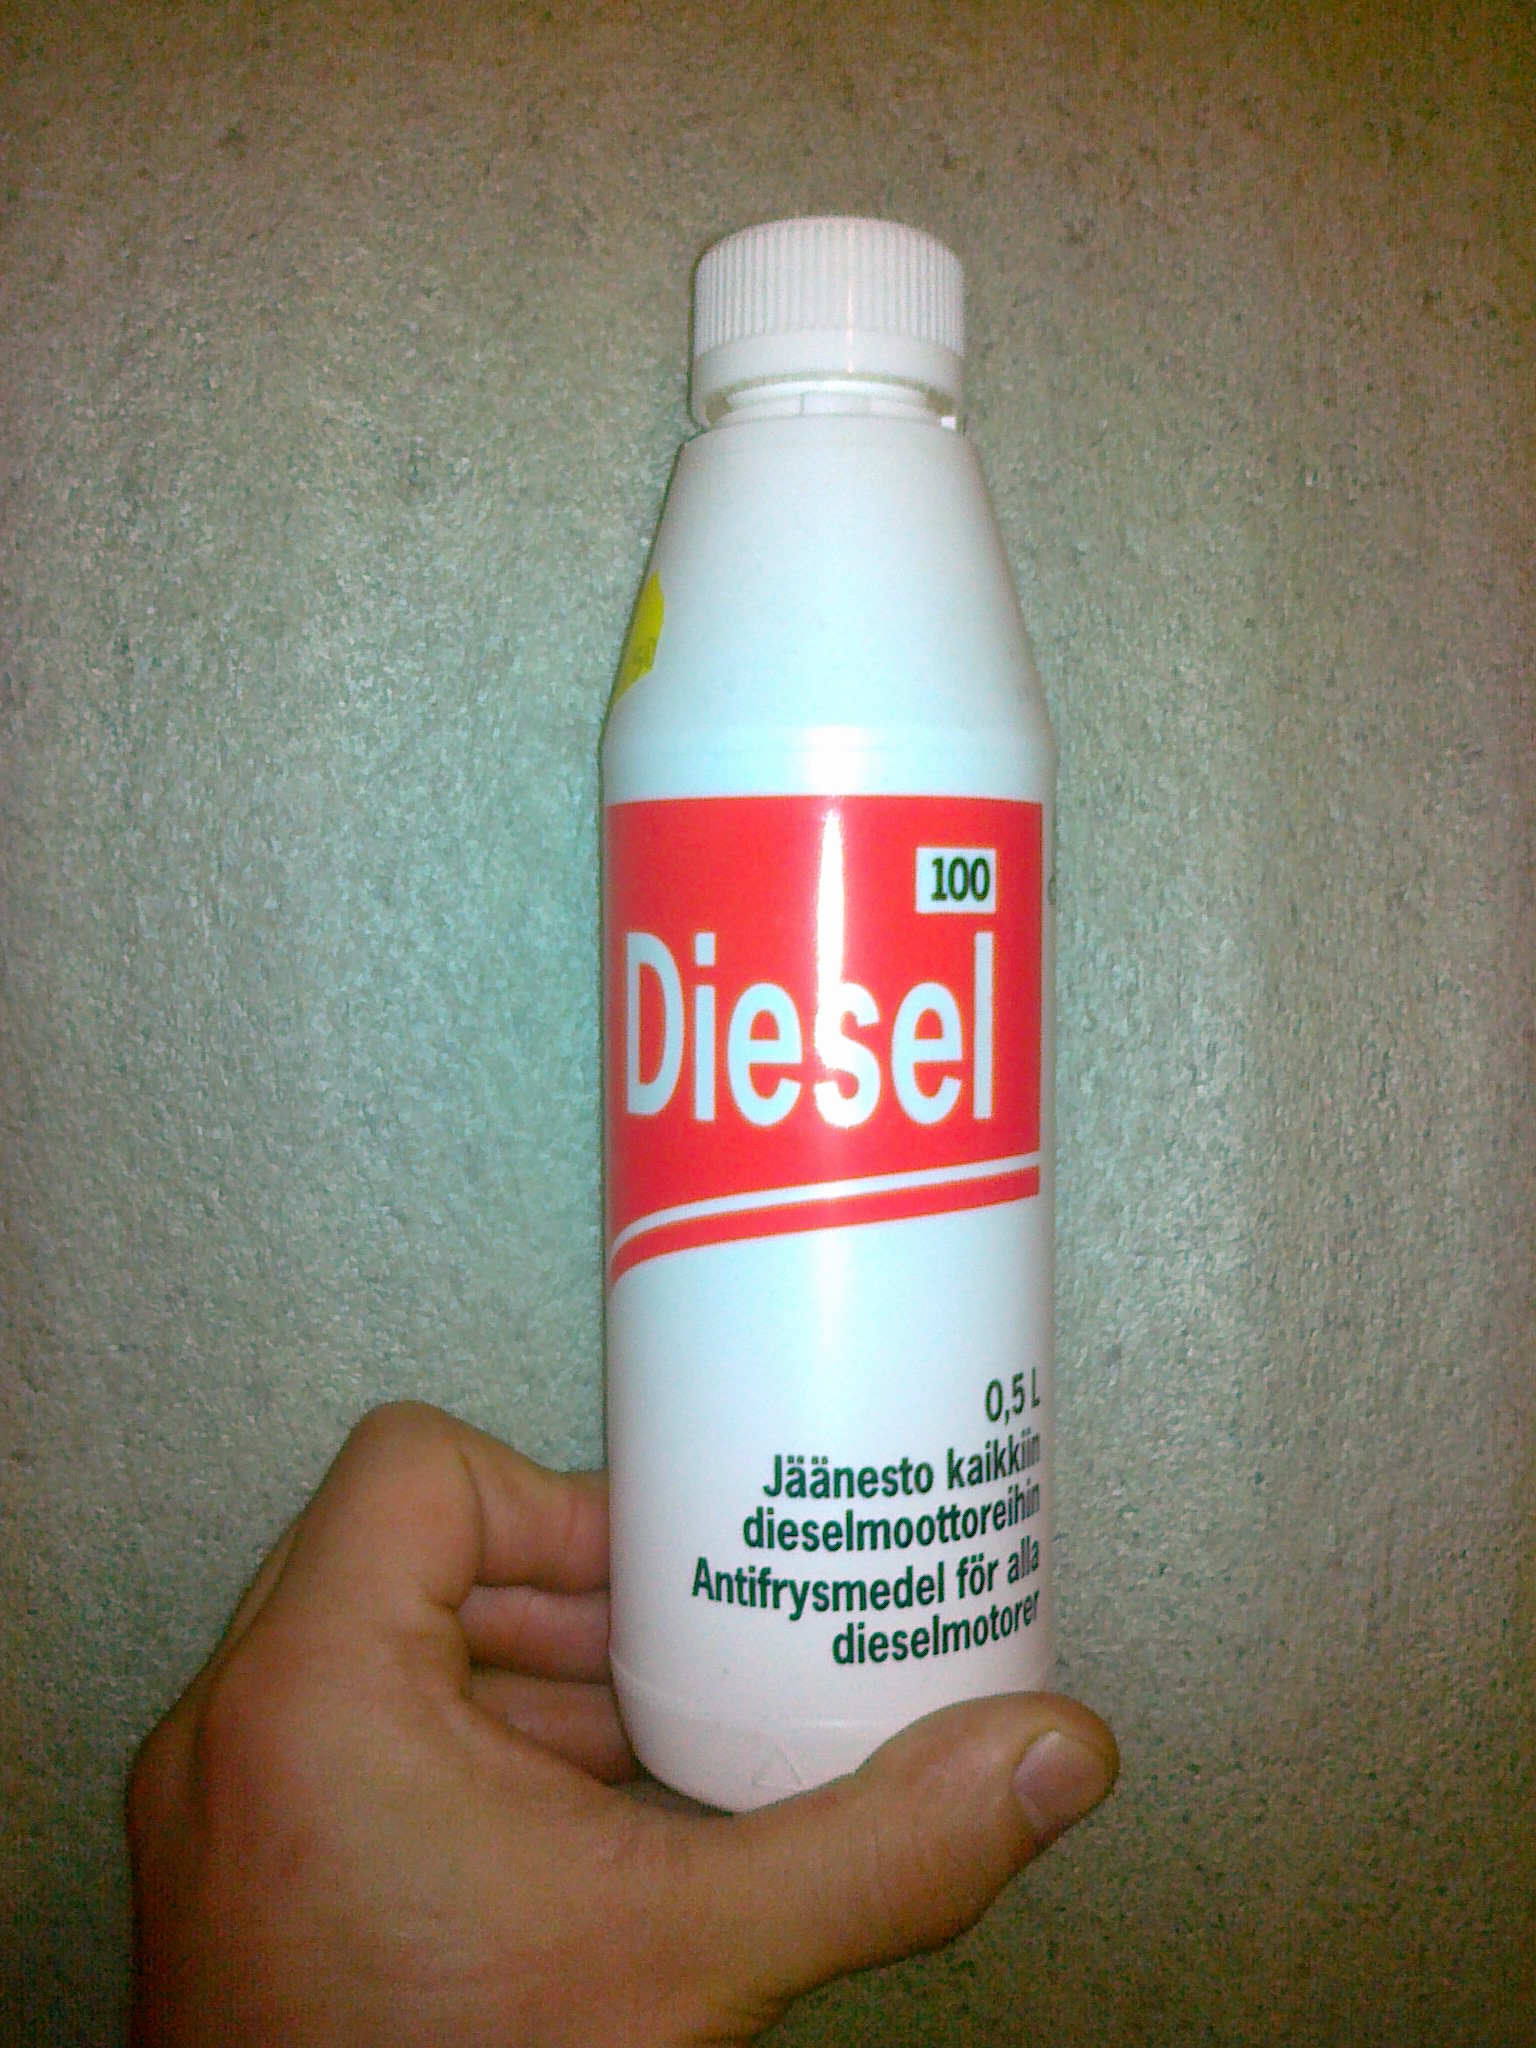 100
Diesel
0,5 L
Jäänesto kaikkiin
dieselmoottoreihin
Antifrysmedel för alla
dieselmotorer